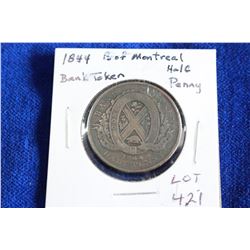 1844 B of Montreal
Half
Bank Token Penny
LOT
421